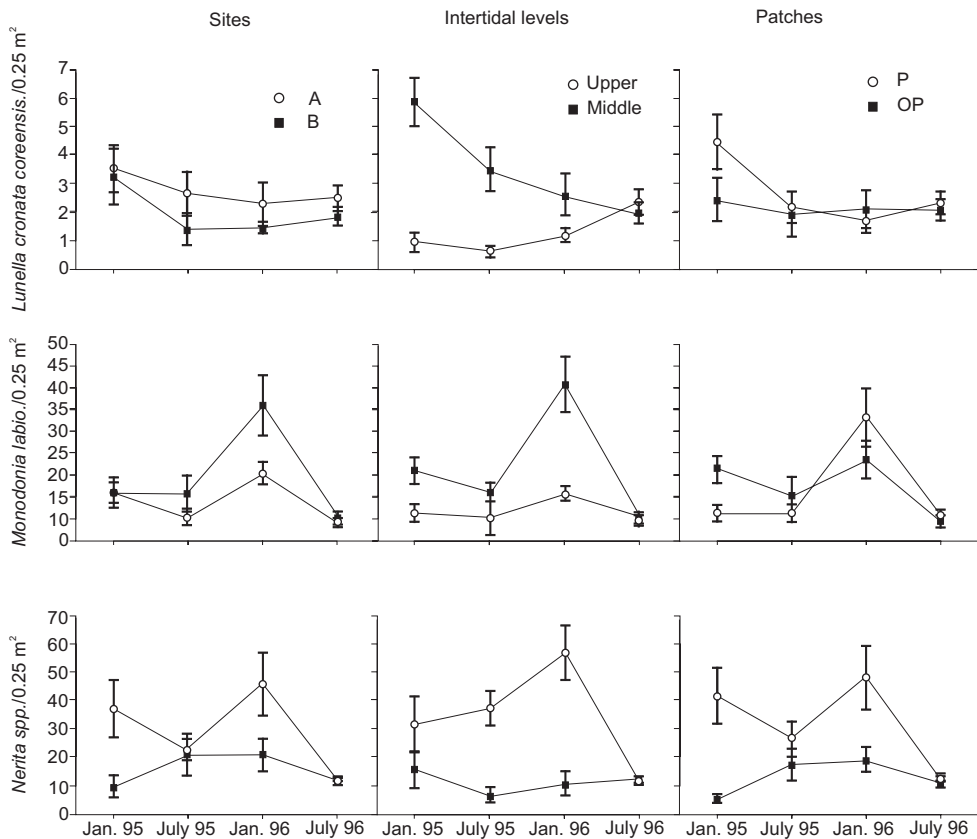 Sites
Intertidal levels
Patches
Lunella cronata coreensis./0.25 m²
7
6
5
4
3
2
1
0
A
B
Upper
Middle
P
OP
Monodonia labio./0.25 m²
50
45
40
35
30
25
20
15
10
5
0
Nerita spp./0.25 m²
70
60
50
40
30
20
10
0
Jan. 95 July 95 Jan. 96 July 96
Jan. 95 July 95 Jan. 96 July 96
Jan. 95 July 95 Jan. 96 July 96